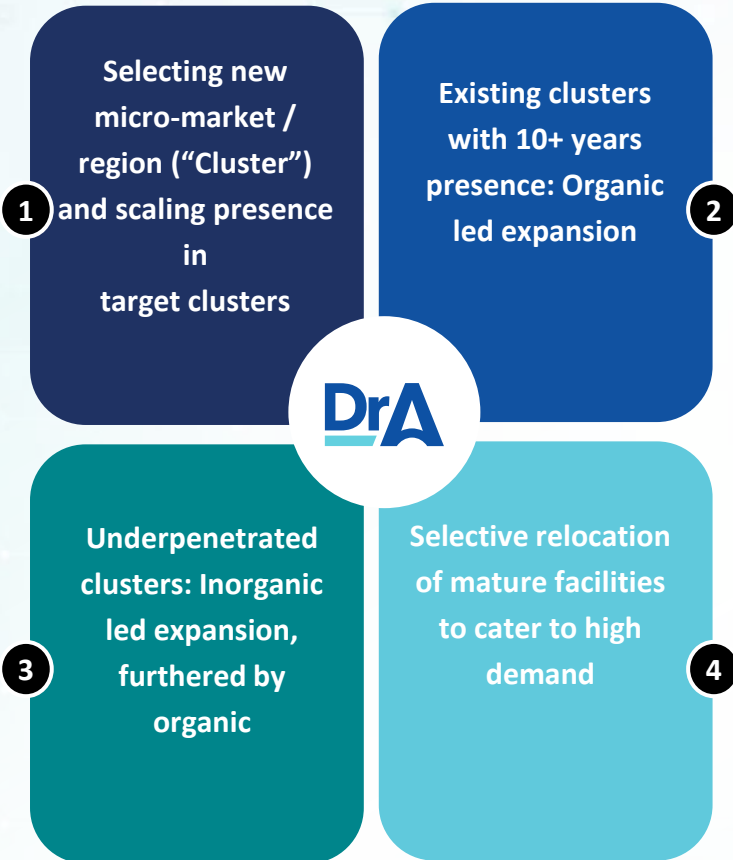 Selecting new
micro-market /
region (“Cluster”)
1
and scaling presence
in
target clusters
Existing clusters
with 10+ years
presence: Organic
led expansion
2
DrA
Underpenetrated
clusters: Inorganic
led expansion,
3
furthered by
organic
Selective relocation
of mature facilities
to cater to high
demand
4